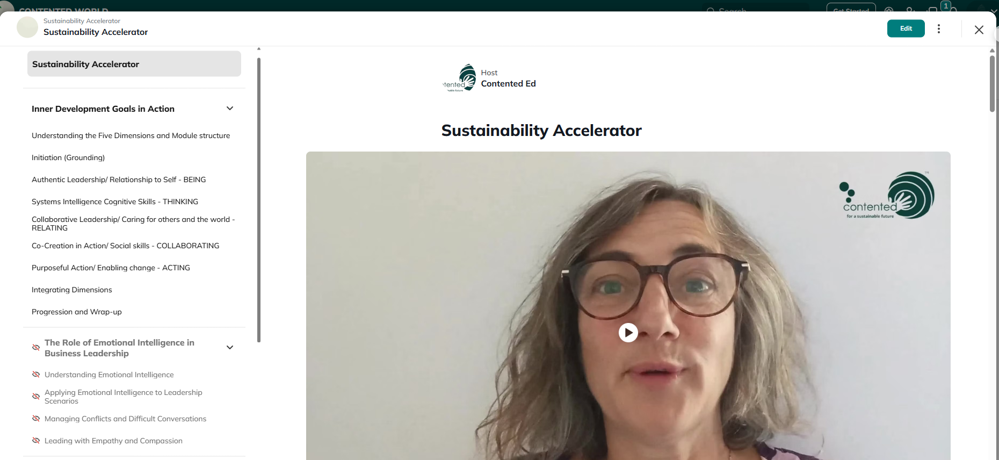 CONTENTED WORLD
Search
Get Started
1
Sustainability Accelerator
Sustainability Accelerator
Edit
Sustainability Accelerator
Inner Development Goals in Action
Understanding the Five Dimensions and Module structure
Initiation (Grounding)
Authentic Leadership/ Relationship to Self - BEING
Systems Intelligence Cognitive Skills - THINKING
Collaborative Leadership/ Caring for others and the world -
RELATING
Co-Creation in Action/ Social skills - COLLABORATING
Purposeful Action/ Enabling change - ACTING
Integrating Dimensions
Progression and Wrap-up
The Role of Emotional Intelligence in
Business Leadership
Understanding Emotional Intelligence
Applying Emotional Intelligence to Leadership
Scenarios
Managing Conflicts and Difficult Conversations
Leading with Empathy and Compassion
tented
nable future
Host
Contented Ed
Sustainability Accelerator
TM
contented
for a sustainable future